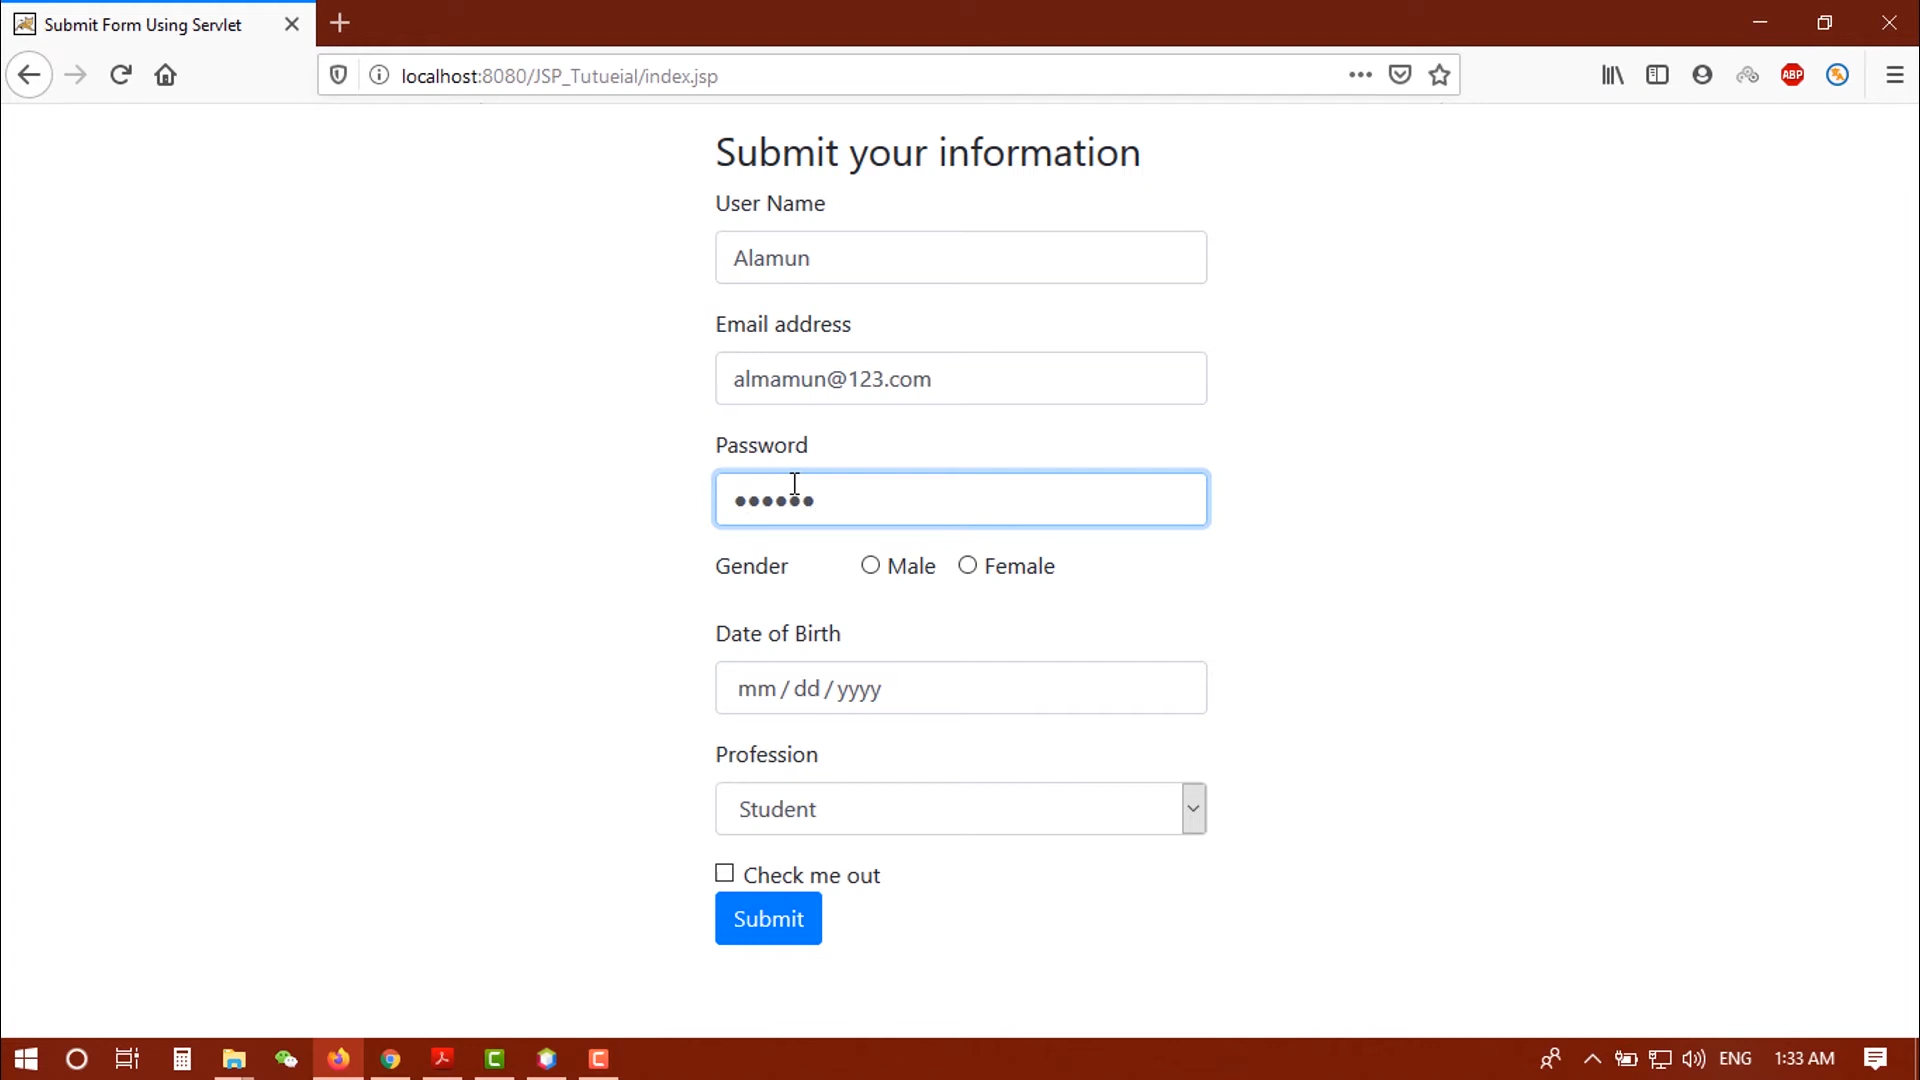 Submit Form Using Servlet
localhost:8080/JSP_Tutueial/index.jsp
ABP
Submit your information
User Name
Alamun
Email address
almamun@123.com
Password
●●●●●●
Gender Male Female
Date of Birth
mm / dd / yyyy
Profession
Student
Check me out
Submit
ENG 1:33 AM